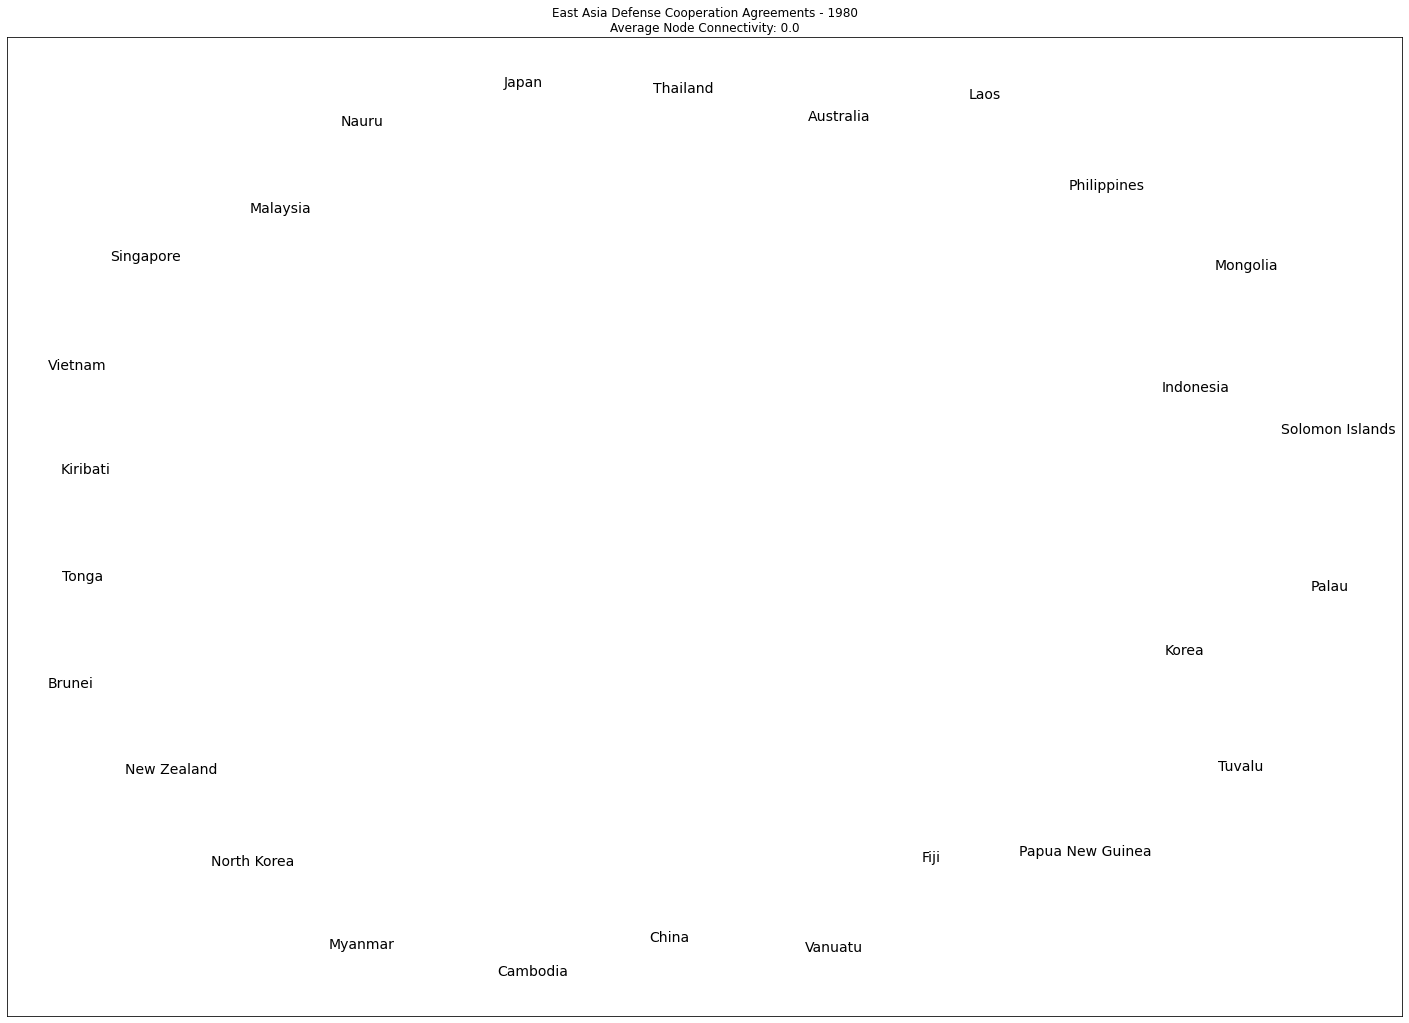 East Asia Defense Cooperation Agreements - 1980
Average Node Connectivity: 0.0
Japan
Thailand
Laos
Australia
Nauru
Philippines
Malaysia
Singapore
Mongolia
Vietnam
Indonesia
Solomon Islands
Kiribati
Tonga
Palau
Korea
Brunei
New Zealand
Tuvalu
Papua New Guinea
Fiji
North Korea
China
Myanmar
Vanuatu
Cambodia